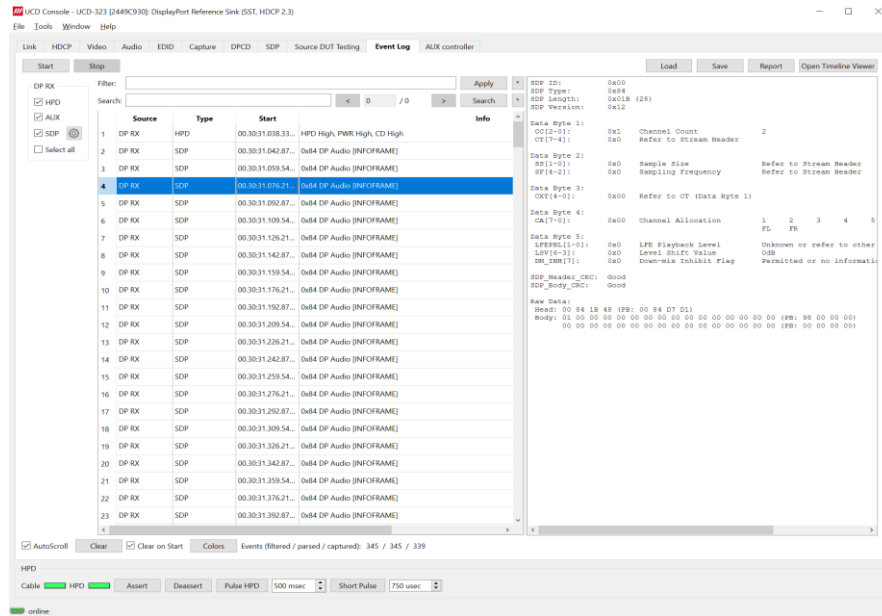 UCD Console - UCD-323 [2449C930]: DisplayPort Reference Sink (SST, HDCP 2.3)
File Tools Window Help
Link HDCP Video Audio EDID Capture DPCD SDP Source DUT Testing Event Log AUX controller
Start Stop Load Save Report Open Timeline Viewer
DP RX
HPD
AUX
SDP
Select all
Filter: Apply
Search: < 0 / 0 > Search
Source Type Start Info
1 DP RX HPD 00.30:31.038.33... HPD High, PWR High, CD High
2 DP RX SDP 00.30:31.042.87... 0x84 DP Audio [INFOFRAME]
3 DP RX SDP 00.30:31.059.54... 0x84 DP Audio [INFOFRAME]
4 DP RX SDP 00.30:31.076.21... 0x84 DP Audio [INFOFRAME]
5 DP RX SDP 00.30:31.092.87... 0x84 DP Audio [INFOFRAME]
6 DP RX SDP 00.30:31.109.54... 0x84 DP Audio [INFOFRAME]
7 DP RX SDP 00.30:31.126.21... 0x84 DP Audio [INFOFRAME]
8 DP RX SDP 00.30:31.142.87... 0x84 DP Audio [INFOFRAME]
9 DP RX SDP 00.30:31.159.54... 0x84 DP Audio [INFOFRAME]
10 DP RX SDP 00.30:31.176.21... 0x84 DP Audio [INFOFRAME]
11 DP RX SDP 00.30:31.192.87... 0x84 DP Audio [INFOFRAME]
12 DP RX SDP 00.30:31.209.54... 0x84 DP Audio [INFOFRAME]
13 DP RX SDP 00.30:31.226.21... 0x84 DP Audio [INFOFRAME]
14 DP RX SDP 00.30:31.242.87... 0x84 DP Audio [INFOFRAME]
15 DP RX SDP 00.30:31.259.54... 0x84 DP Audio [INFOFRAME]
16 DP RX SDP 00.30:31.276.21... 0x84 DP Audio [INFOFRAME]
17 DP RX SDP 00.30:31.292.87... 0x84 DP Audio [INFOFRAME]
18 DP RX SDP 00.30:31.309.54... 0x84 DP Audio [INFOFRAME]
19 DP RX SDP 00.30:31.326.21... 0x84 DP Audio [INFOFRAME]
20 DP RX SDP 00.30:31.342.87... 0x84 DP Audio [INFOFRAME]
21 DP RX SDP 00.30:31.359.54... 0x84 DP Audio [INFOFRAME]
22 DP RX SDP 00.30:31.376.21... 0x84 DP Audio [INFOFRAME]
23 DP RX SDP 00.30:31.392.87... 0x84 DP Audio [INFOFRAME]
SDP ID: 0x00
SDP Type: 0x84
SDP Length: 0x01B (28)
SDP Version: 0x12
Data Byte 1:
CC[2-0]: 0x1 Channel Count 2
CT[7-4]: 0x0 Refer to Stream Header
Data Byte 2:
SS[1-0]: 0x0 Sample Size Refer to Stream Header
SF[4-2]: 0x0 Sampling Frequency Refer to Stream Header
Data Byte 3:
CXT[4-0]: 0x00 Refer to CT (Data Byte 1)
Data Byte 4:
CA[7-0]: 0x00 Channel Allocation 1 2 3 4 5
FL FR
Data Byte 5:
LFEPBL[1-0]: 0x0 LFE Playback Level Unknown or refer to other
LSV[6-3]: 0x0 Level Shift Value 0dB
DM_INH[7]: 0x0 Down-mix Inhibit Flag Permitted or no informati
SDP_Header_CRC: Good
SDP_Body_CRC: Good
Raw Data:
Head: 00 84 1B 48 (PB: 00 84 D7 D1)
Body: 01 00 00 00 00 00 00 00 00 00 00 00 00 00 00 00 (PB: 98 00 00 00)
00 00 00 00 00 00 00 00 00 00 00 00 00 00 00 00 (PB: 00 00 00 00)
AutoScroll Clear Clear on Start Colors Events (filtered / parsed / captured): 345 / 345 / 339
HPD
Cable HPD Assert Deassert Pulse HPD 500 msec Short Pulse 750 usec
online